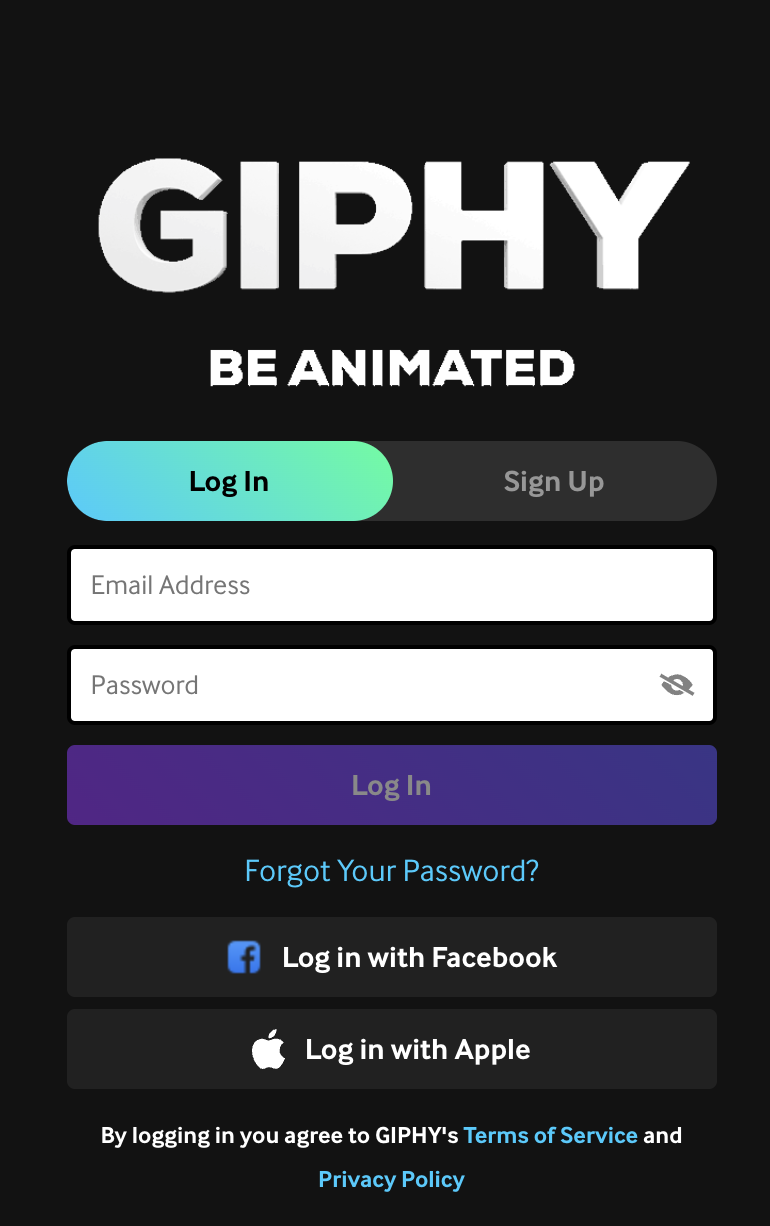 GIPHY
BE ANIMATED
Log In
Sign Up
Email Address
Password
Log In
Forgot Your Password?
Log in with Facebook
Log in with Apple
By logging in you agree to GIPHY's Terms of Service and
Privacy Policy